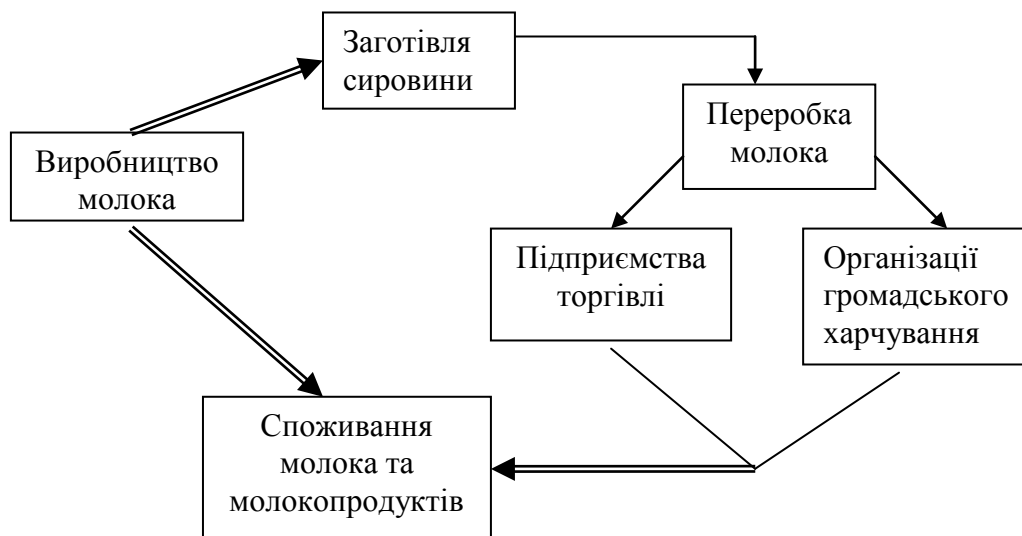 Заготівля
сировини
Переробка
молока
Виробництво
молока
Підприємства
торгівлі
Організації
громадського
харчування
Споживання
молока та
молокопродуктів